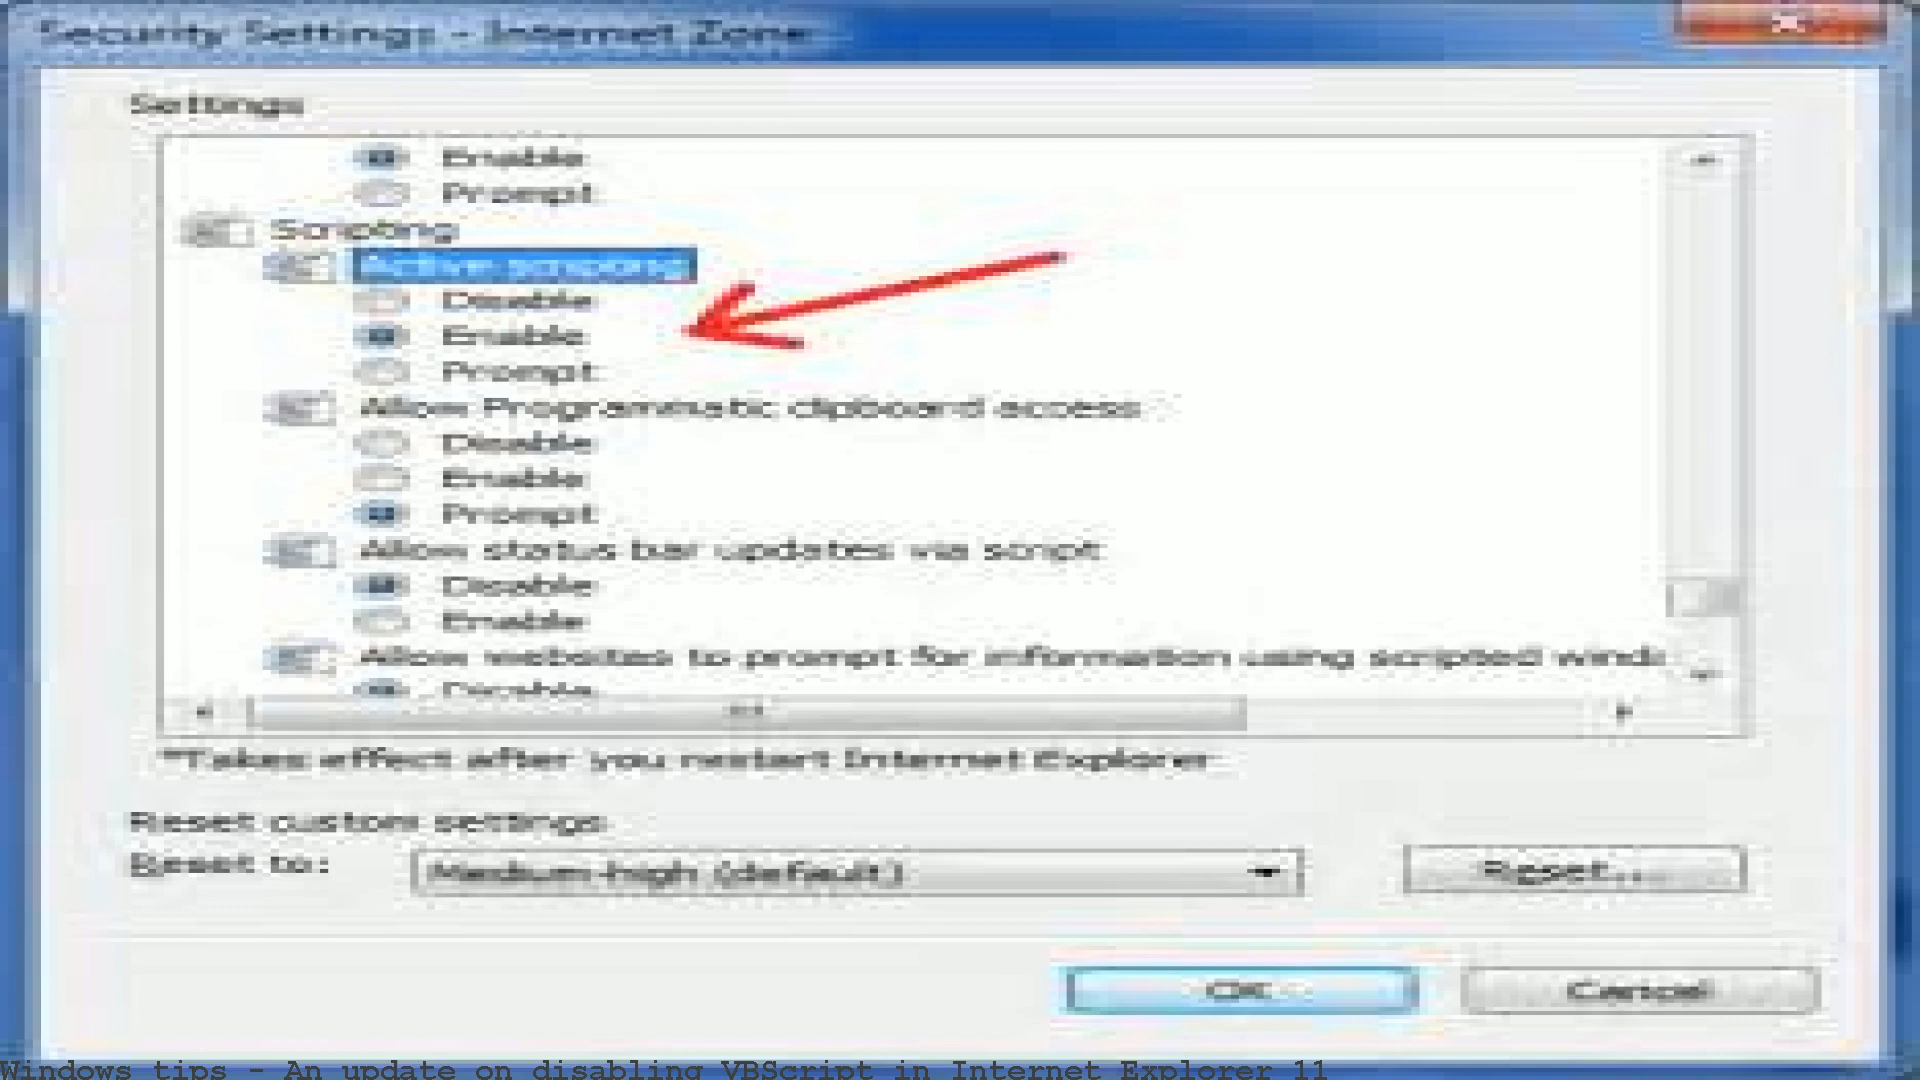 Security Settings - Internet Zone
Settings
Enable
Prompt
Scripting
Active scripting
Disable
Enable
Prompt
Allow Programmatic clipboard access
Disable
Enable
Prompt
Allow status bar updates via script
Disable
Enable
Allow websites to prompt for information using scripted wind
Disable
*Takes effect after you restart Internet Explorer
Reset custom settings
Reset to: Medium-high (default) Reset...
OK Cancel
Windows tips - An update on disabling VBScript in Internet Explorer 11